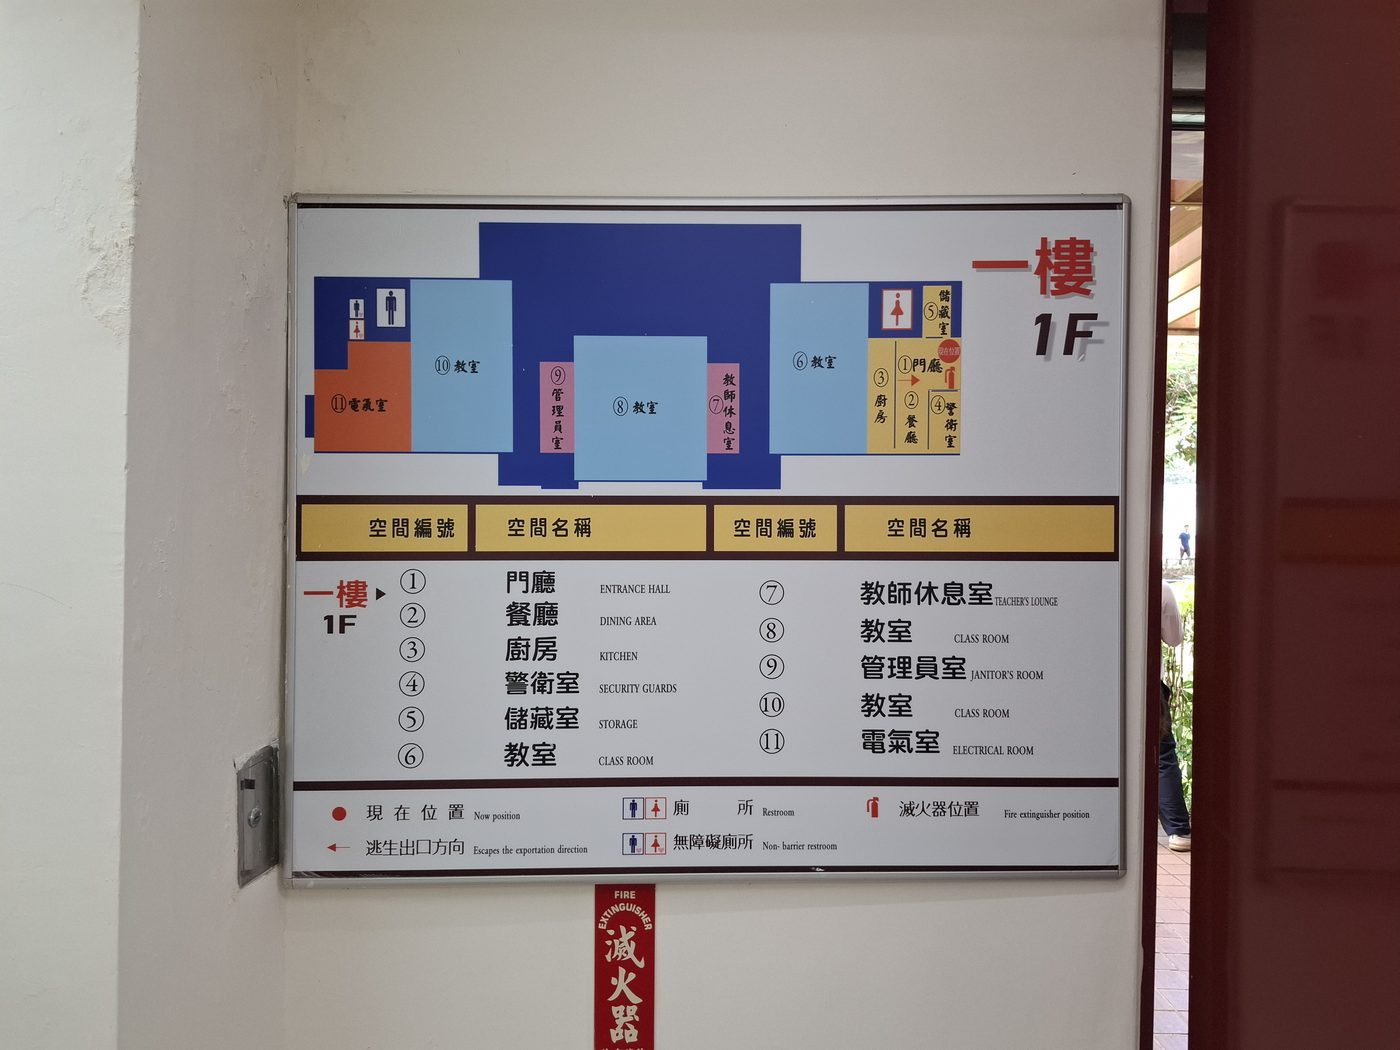 一樓
1F
⑩教室
⑪電氣室
⑨管理員室
⑧教室
⑦教師休息室
⑥教室
③廚房
①門廳
②餐廳
④警衛室
⑤儲藏室
現在位置
空間編號 空間名稱 空間編號 空間名稱
一樓
1F
① 門廳 ENTRANCE HALL
② 餐廳 DINING AREA
③ 廚房 KITCHEN
④ 警衛室 SECURITY GUARDS
⑤ 儲藏室 STORAGE
⑥ 教室 CLASS ROOM
⑦ 教師休息室 TEACHER'S LOUNGE
⑧ 教室 CLASS ROOM
⑨ 管理員室 JANITOR'S ROOM
⑩ 教室 CLASS ROOM
⑪ 電氣室 ELECTRICAL ROOM
現在位置 Now position
廁所 Restroom
滅火器位置 Fire extinguisher position
逃生出口方向 Escapes the exportation direction
無障礙廁所 Non- barrier restroom
FIRE
EXTINGUISHER
滅火器